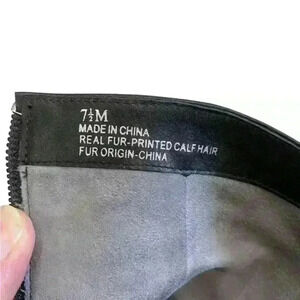 7½M
MADE IN CHINA
REAL FUR-PRINTED CALF HAIR
FUR ORIGIN-CHINA